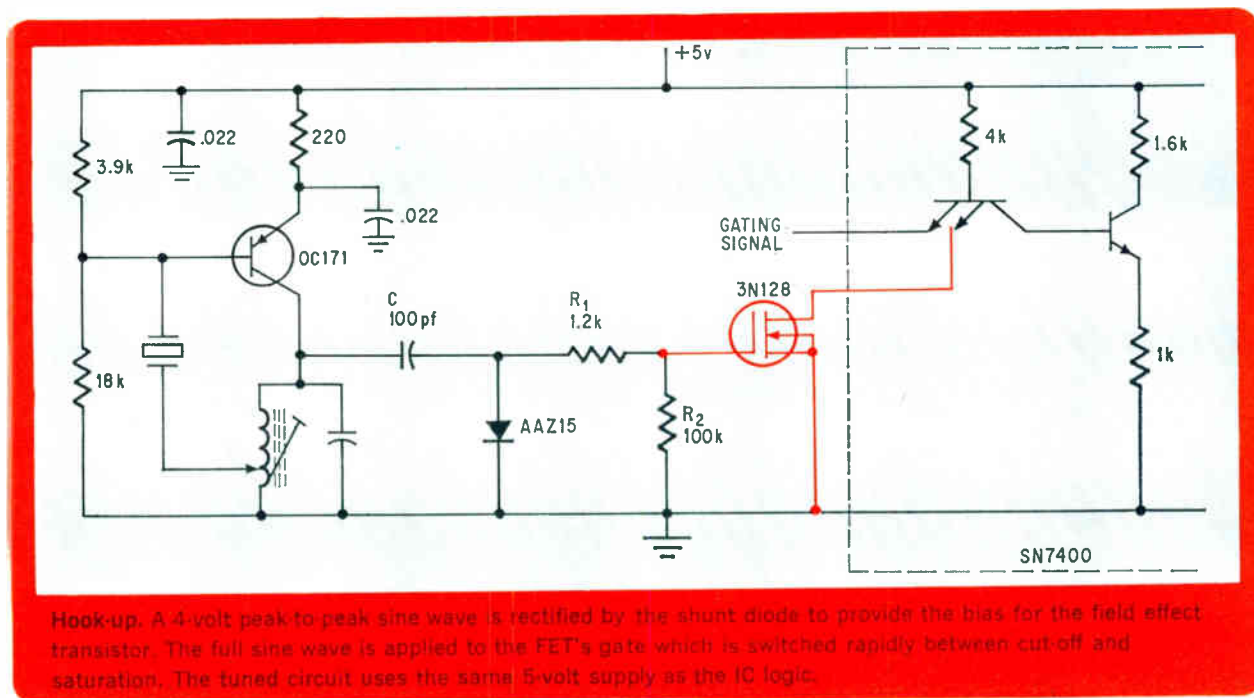 +5v
.022
220
3.9k
4k
1.6k
.022
GATING
SIGNAL
OC171
3N128
C
100pf
R1
1.2k
18k
1k
AAZ15
R2
100k
SN7400
Hook-up. A 4-volt peak-to-peak sine wave is rectified by the shunt diode to provide the bias for the field effect
transistor. The full sine wave is applied to the FET's gate which is switched rapidly between cut-off and
saturation. The tuned circuit uses the same 5-volt supply as the IC logic.